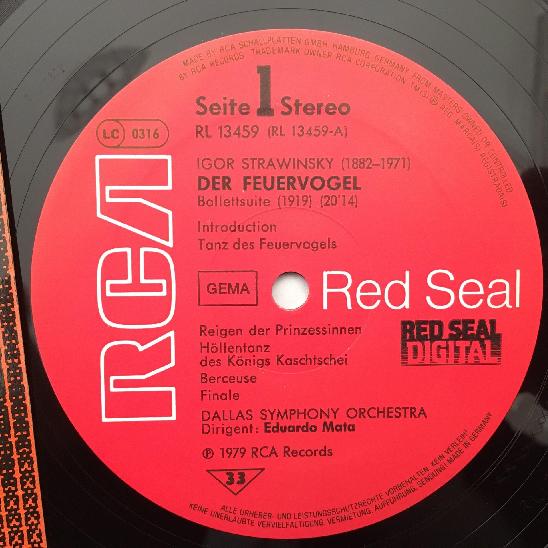 MADE BY RCA SCHALLPLATTEN GMBH, HAMBURG, GERMANY, FROM MASTERS OWNED OR CONTROLLED
BY RCA RECORDS. TRADEMARK OWNER RCA CORPORATION TM(S) ® RCA. MARCA(S) REGISTRADA(S)
Seite 1 Stereo
RL 13459 (RL 13459-A)
LC 0316
RCA
IGOR STRAWINSKY (1882–1971)
DER FEUERVOGEL
Ballettsuite (1919) (20'14)
Introduction
Tanz des Feuervogels
GEMA
Red Seal
RED SEAL
DIGITAL
Reigen der Prinzessinnen
Höllentanz
des Königs Kaschtschei
Berceuse
Finale
DALLAS SYMPHONY ORCHESTRA
Dirigent: Eduardo Mata
Ⓟ 1979 RCA Records
33
ALLE URHEBER- UND LEISTUNGSSCHUTZRECHTE VORBEHALTEN. KEIN VERLEIH!
KEINE UNERLAUBTE VERVIELFÄLTIGUNG, VERMIETUNG, AUFFÜHRUNG, SENDUNG! MADE IN GERMANY